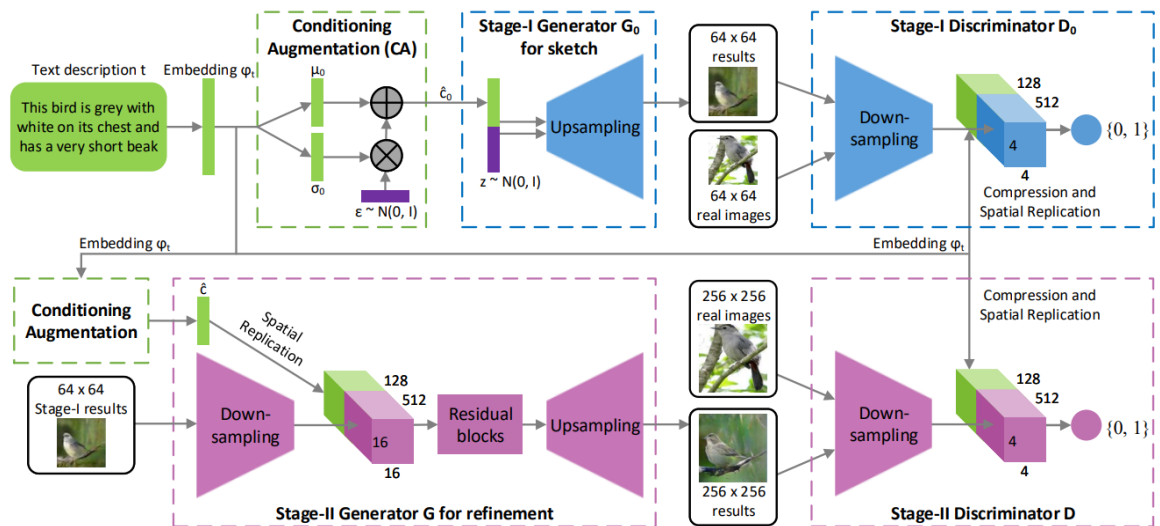 Conditioning
Augmentation (CA)
Stage-I Generator G₀
for sketch
Stage-I Discriminator D₀
Text description t
Embedding φₜ
This bird is grey with
white on its chest and
has a very short beak
μ₀
σ₀
ε ~ N(0, I)
ĉ₀
z ~ N(0, I)
Upsampling
64 x 64
results
64 x 64
real images
Down-
sampling
128
512
4
4
{0, 1}
Compression and
Spatial Replication
Embedding φₜ
Embedding φₜ
Conditioning
Augmentation
ĉ
Spatial
Replication
64 x 64
Stage-I results
Down-
sampling
128
512
16
16
Residual
blocks
Upsampling
256 x 256
real images
256 x 256
results
Compression and
Spatial Replication
Down-
sampling
128
512
4
4
{0, 1}
Stage-II Generator G for refinement
Stage-II Discriminator D